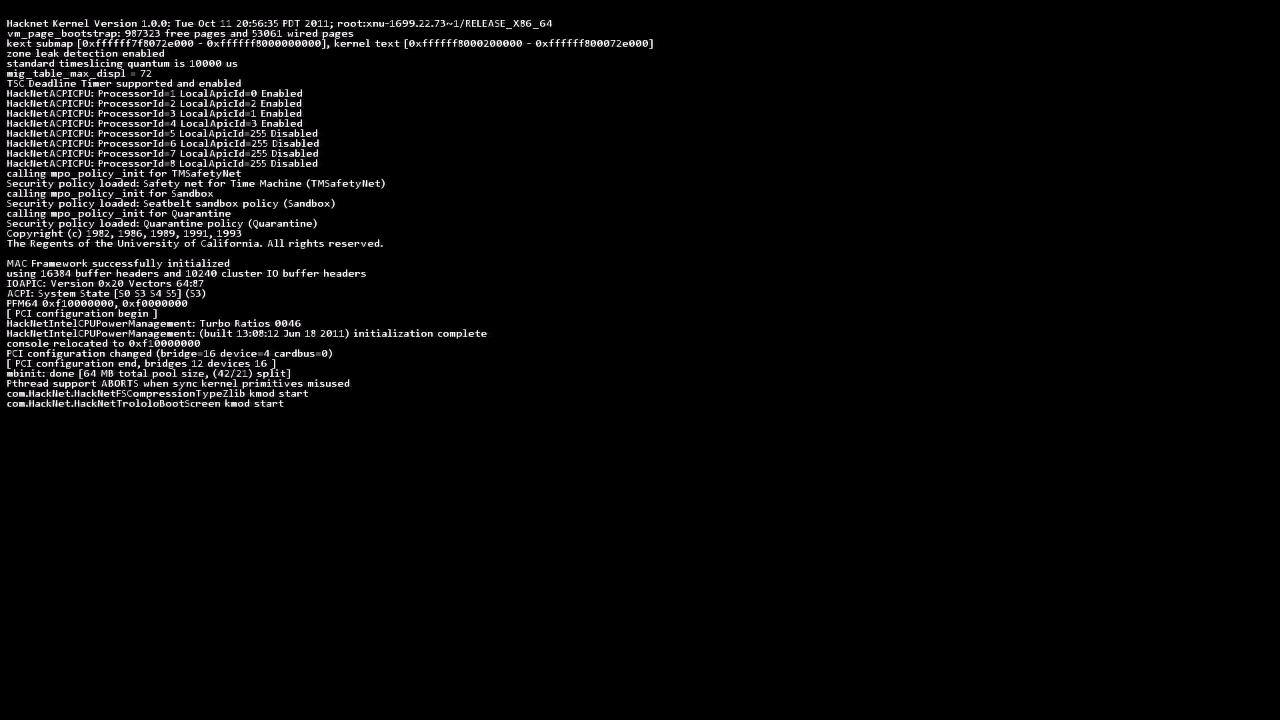 Hacknet Kernel Version 1.0.0: Tue Oct 11 20:56:35 PDT 2011; root:xnu-1699.22.73~1/RELEASE_X86_64
vm_page_bootstrap: 987323 free pages and 53061 wired pages
kext submap [0xffffff7f8072e000 - 0xffffff8000000000], kernel text [0xffffff8000200000 - 0xffffff800072e000]
zone leak detection enabled
standard timeslicing quantum is 10000 us
mig_table_max_displ = 72
TSC Deadline Timer supported and enabled
HackNetACPICPU: ProcessorId=1 LocalApicId=0 Enabled
HackNetACPICPU: ProcessorId=2 LocalApicId=2 Enabled
HackNetACPICPU: ProcessorId=3 LocalApicId=1 Enabled
HackNetACPICPU: ProcessorId=4 LocalApicId=3 Enabled
HackNetACPICPU: ProcessorId=5 LocalApicId=255 Disabled
HackNetACPICPU: ProcessorId=6 LocalApicId=255 Disabled
HackNetACPICPU: ProcessorId=7 LocalApicId=255 Disabled
HackNetACPICPU: ProcessorId=8 LocalApicId=255 Disabled
calling mpo_policy_init for TMSafetyNet
Security policy loaded: Safety net for Time Machine (TMSafetyNet)
calling mpo_policy_init for Sandbox
Security policy loaded: Seatbelt sandbox policy (Sandbox)
calling mpo_policy_init for Quarantine
Security policy loaded: Quarantine policy (Quarantine)
Copyright (c) 1982, 1986, 1989, 1991, 1993
The Regents of the University of California. All rights reserved.
MAC Framework successfully initialized
using 16384 buffer headers and 10240 cluster IO buffer headers
IOAPIC: Version 0x20 Vectors 64:87
ACPI: System State [S0 S3 S4 S5] (S3)
PFM64 0xf10000000, 0xf0000000
[ PCI configuration begin ]
HackNetIntelCPUPowerManagement: Turbo Ratios 0046
HackNetIntelCPUPowerManagement: (built 13:08:12 Jun 18 2011) initialization complete
console relocated to 0xf10000000
PCI configuration changed (bridge=16 device=4 cardbus=0)
[ PCI configuration end, bridges 12 devices 16 ]
mbinit: done [64 MB total pool size, (42/21) split]
Pthread support ABORTS when sync kernel primitives misused
com.HackNet.HackNetFSCompressionTypeZlib kmod start
com.HackNet.HackNetTrololoBootScreen kmod start